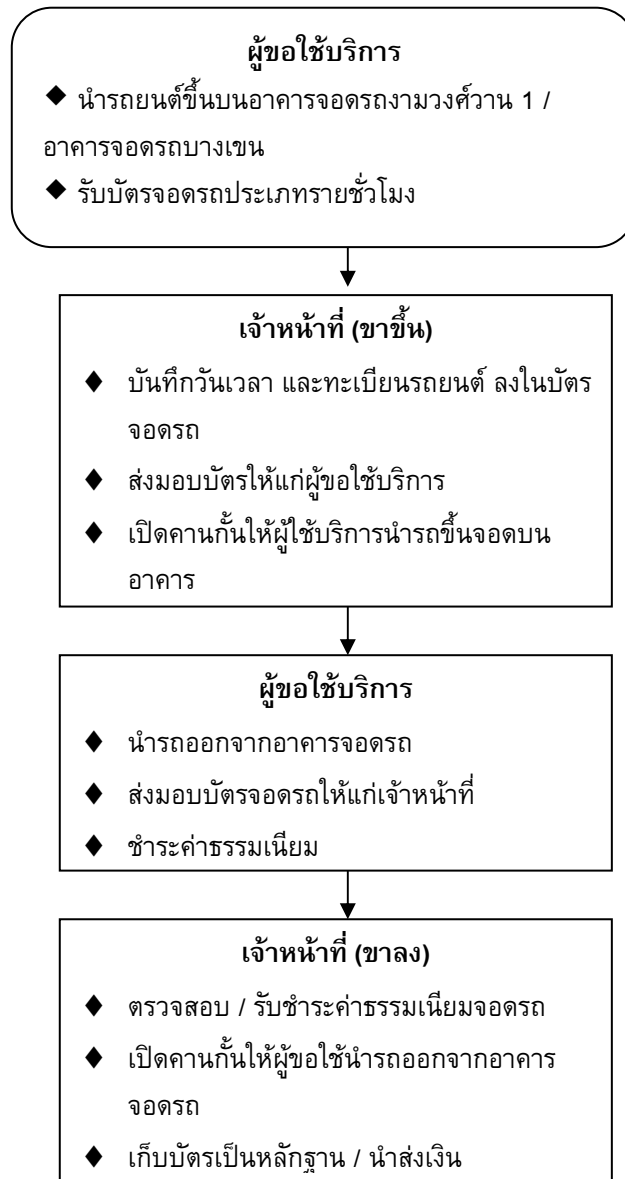 ผู้ขอใช้บริการ
◆ นำรถยนต์ขึ้นบนอาคารจอดรถงามวงศ์วาน 1 /
อาคารจอดรถบางเขน
◆ รับบัตรจอดรถประเภทรายชั่วโมง
เจ้าหน้าที่ (ขาขึ้น)
◆ บันทึกวันเวลา และทะเบียนรถยนต์ ลงในบัตร
จอดรถ
◆ ส่งมอบบัตรให้แก่ผู้ขอใช้บริการ
◆ เปิดคานกั้นให้ผู้ใช้บริการนำรถขึ้นจอดบน
อาคาร
ผู้ขอใช้บริการ
◆ นำรถออกจากอาคารจอดรถ
◆ ส่งมอบบัตรจอดรถให้แก่เจ้าหน้าที่
◆ ชำระค่าธรรมเนียม
เจ้าหน้าที่ (ขาลง)
◆ ตรวจสอบ / รับชำระค่าธรรมเนียมจอดรถ
◆ เปิดคานกั้นให้ผู้ขอใช้นำรถออกจากอาคาร
จอดรถ
◆ เก็บบัตรเป็นหลักฐาน / นำส่งเงิน